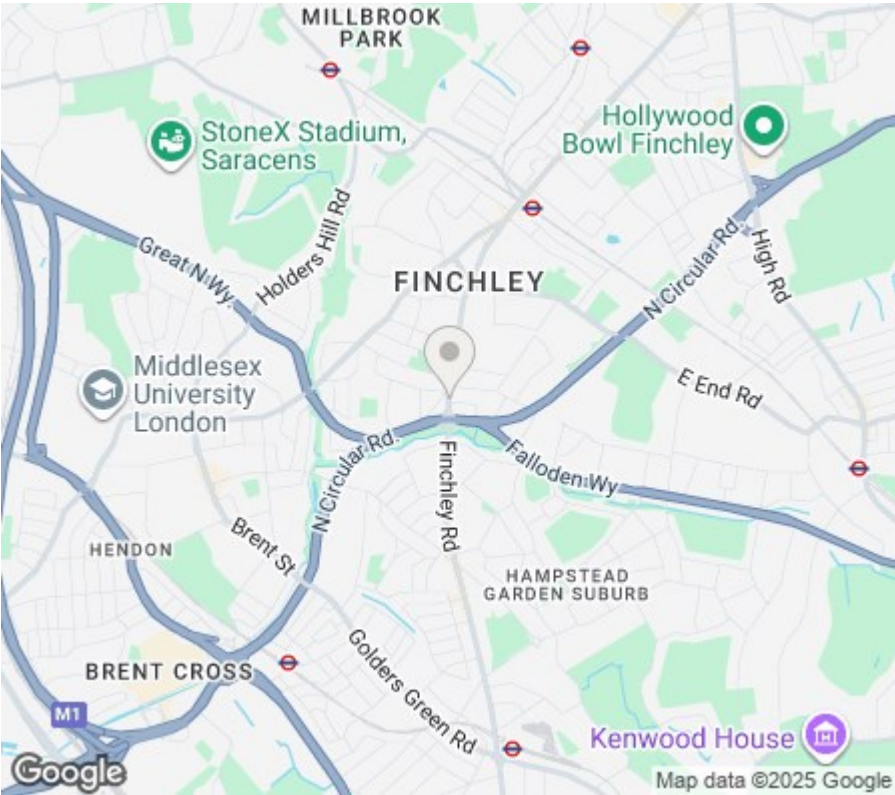 MILLBROOK
PARK
StoneX Stadium,
Saracens
Hollywood
Bowl Finchley
Holders Hill Rd
Great N Wy.
FINCHLEY
N Circular Rd.
High Rd
Middlesex
University
London
E End Rd
N Circular Rd.
Finchley Rd
Falloden Wy
Brent St
HENDON
HAMPSTEAD
GARDEN SUBURB
Golders Green Rd
BRENT CROSS
M1
Kenwood House
Google
Map data ©2025 Google